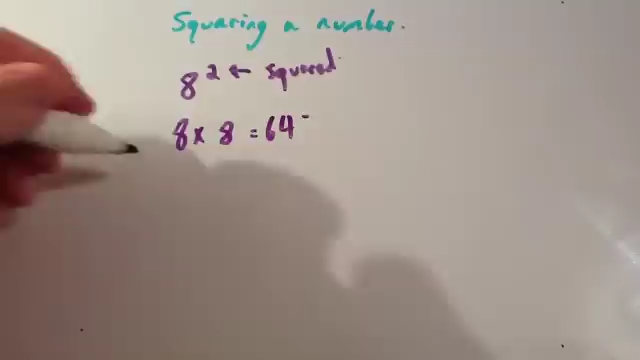 Squaring a number.
8² ← squared
8 × 8 = 64